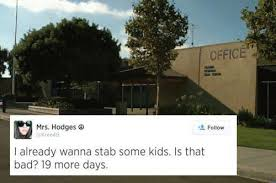 OFFICE
Mrs. Hodges
Follow
I already wanna stab some kids. Is that
bad? 19 more days.